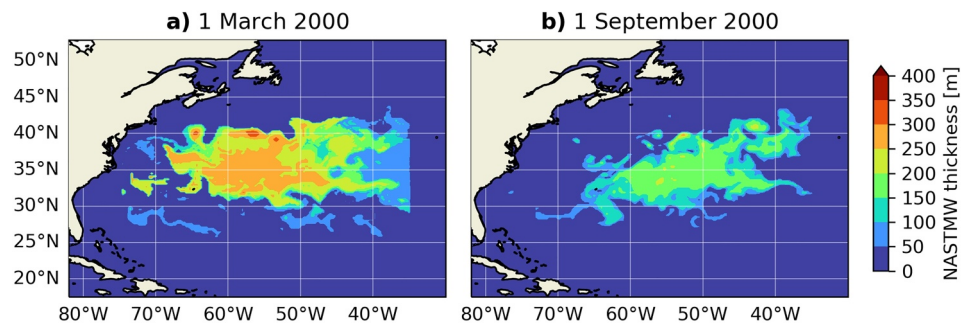 a) 1 March 2000
b) 1 September 2000
50°N
45°N
40°N
35°N
30°N
25°N
20°N
80°W 70°W 60°W 50°W 40°W
80°W 70°W 60°W 50°W 40°W
400
350
300
250
200
150
100
50
0
NASTMW thickness [m]